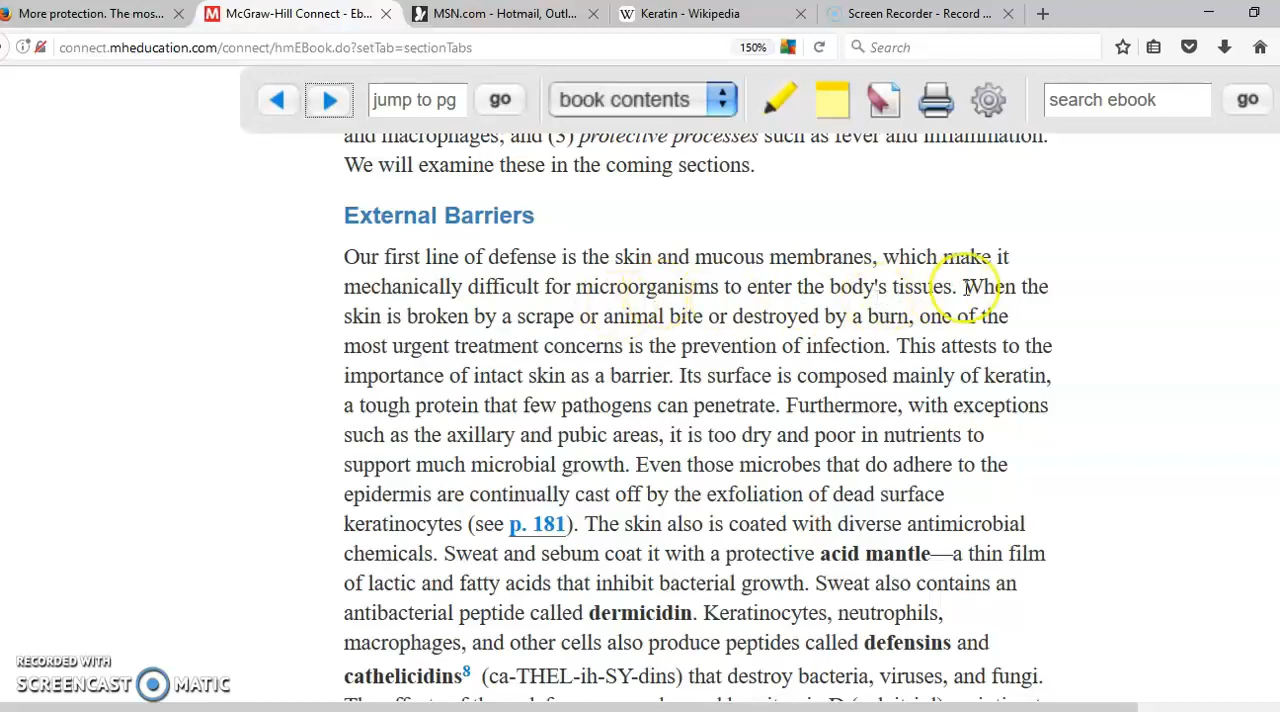 More protection. The mos...
McGraw-Hill Connect - Eb...
MSN.com - Hotmail, Outl...
W Keratin - Wikipedia
Screen Recorder - Record ...
connect.mheducation.com/connect/hmEBook.do?setTab=sectionTabs
150%
Search
jump to pg
go
book contents
search ebook
go
and macrophages, and (3) protective processes such as fever and inflammation.
We will examine these in the coming sections.
External Barriers
Our first line of defense is the skin and mucous membranes, which make it
mechanically difficult for microorganisms to enter the body's tissues. When the
skin is broken by a scrape or animal bite or destroyed by a burn, one of the
most urgent treatment concerns is the prevention of infection. This attests to the
importance of intact skin as a barrier. Its surface is composed mainly of keratin,
a tough protein that few pathogens can penetrate. Furthermore, with exceptions
such as the axillary and pubic areas, it is too dry and poor in nutrients to
support much microbial growth. Even those microbes that do adhere to the
epidermis are continually cast off by the exfoliation of dead surface
keratinocytes (see p. 181). The skin also is coated with diverse antimicrobial
chemicals. Sweat and sebum coat it with a protective acid mantle—a thin film
of lactic and fatty acids that inhibit bacterial growth. Sweat also contains an
antibacterial peptide called dermicidin. Keratinocytes, neutrophils,
macrophages, and other cells also produce peptides called defensins and
cathelicidins8 (ca-THEL-ih-SY-dins) that destroy bacteria, viruses, and fungi.
RECORDED WITH
SCREENCAST MATIC